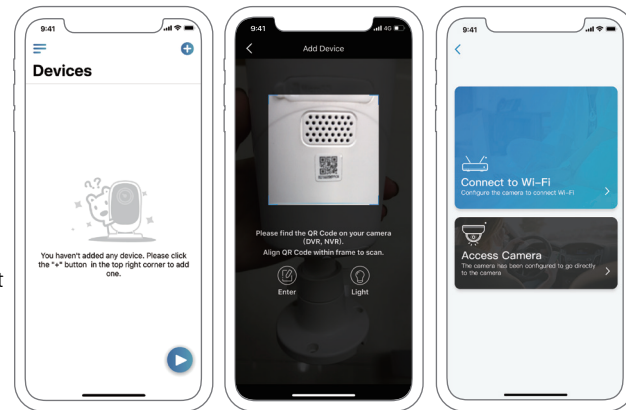 9:41
Devices
n?
You haven't added any device. Please click
the "+" button in the top right corner to add
one.
9:41
4G
Add Device
Please find the QR Code on your camera
(DVR, NVR).
Align QR Code within frame to scan.
Enter
Light
9:41
Connect to Wi-Fi
Configure the camera to connect Wi-Fi
Access Camera
The camera has been configured to go directly
to the camera